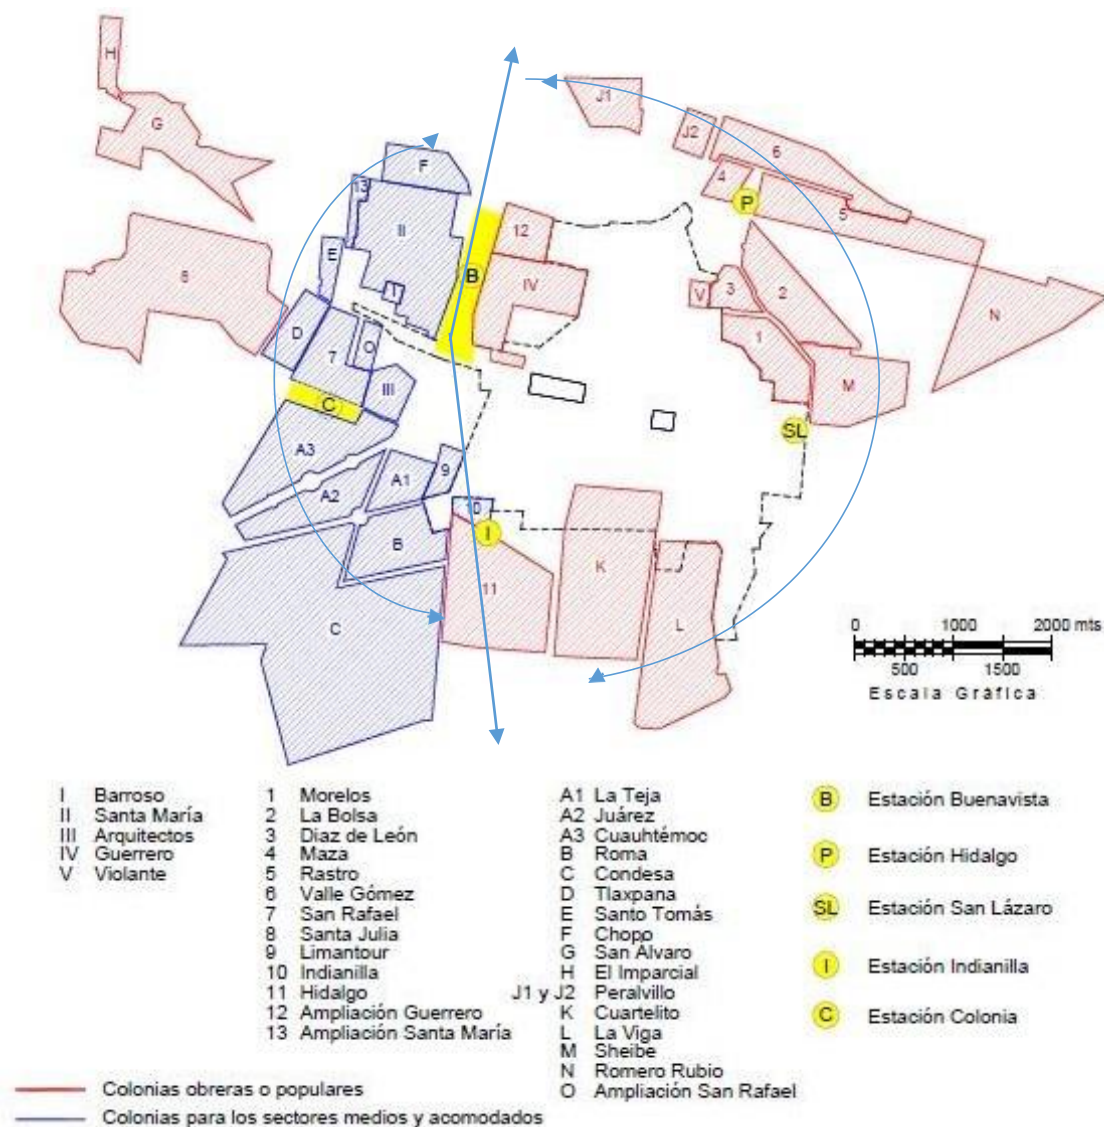 H
G
J1
J2
6
F
4
P
5
13
II
12
E
B
IV
3
2
V
N
8
I
1
D
7
O
M
III
C
SL
A3
9
A1
A2
10
I
B
K
11
C
L
0 1000 2000 mts
500 1500
Escala Gráfica
I Barroso
II Santa María
III Arquitectos
IV Guerrero
V Violante
1 Morelos
2 La Bolsa
3 Diaz de León
4 Maza
5 Rastro
6 Valle Gómez
7 San Rafael
8 Santa Julia
9 Limantour
10 Indianilla
11 Hidalgo
12 Ampliación Guerrero
13 Ampliación Santa María
A1 La Teja
A2 Juárez
A3 Cuauhtémoc
B Roma
C Condesa
D Tlaxpana
E Santo Tomás
F Chopo
G San Alvaro
H El Imparcial
J1 y J2 Peralvillo
K Cuartelito
L La Viga
M Sheibe
N Romero Rubio
O Ampliación San Rafael
B Estación Buenavista
P Estación Hidalgo
SL Estación San Lázaro
I Estación Indianilla
C Estación Colonia
Colonias obreras o populares
Colonias para los sectores medios y acomodados